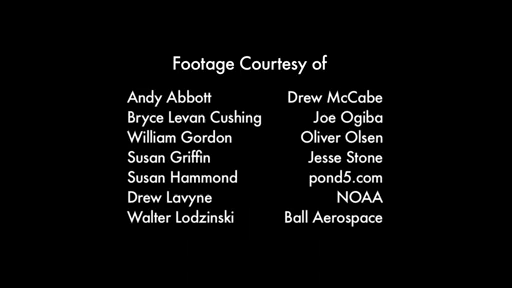 Footage Courtesy of
Andy Abbott
Bryce Levan Cushing
William Gordon
Susan Griffin
Susan Hammond
Drew Lavyne
Walter Lodzinski
Drew McCabe
Joe Ogiba
Oliver Olsen
Jesse Stone
pond5.com
NOAA
Ball Aerospace